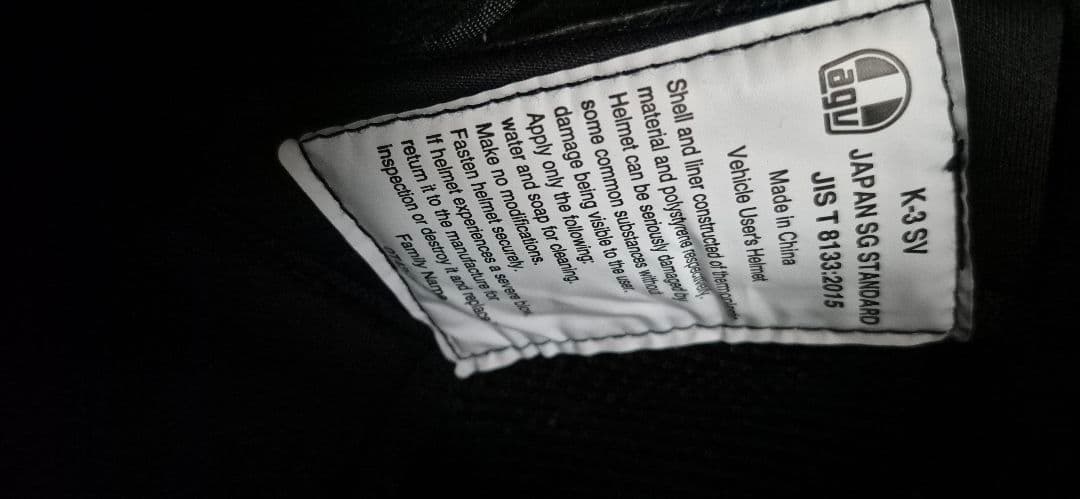 K-3 SV
agv
JAPAN SG STANDARD
JIS T 8133:2015
Made in China
Vehicle User's Helmet
Shell and liner constructed of
material and polystyrene respectively.
Helmet can be seriously damaged by
some common substances without
damage being visible to the user.
Apply only the following:
water and soap for cleaning.
Make no modifications.
Fasten helmet securely.
If helmet experiences a severe blow
return it to the manufacture for
inspection or destroy it and replace
Family Name